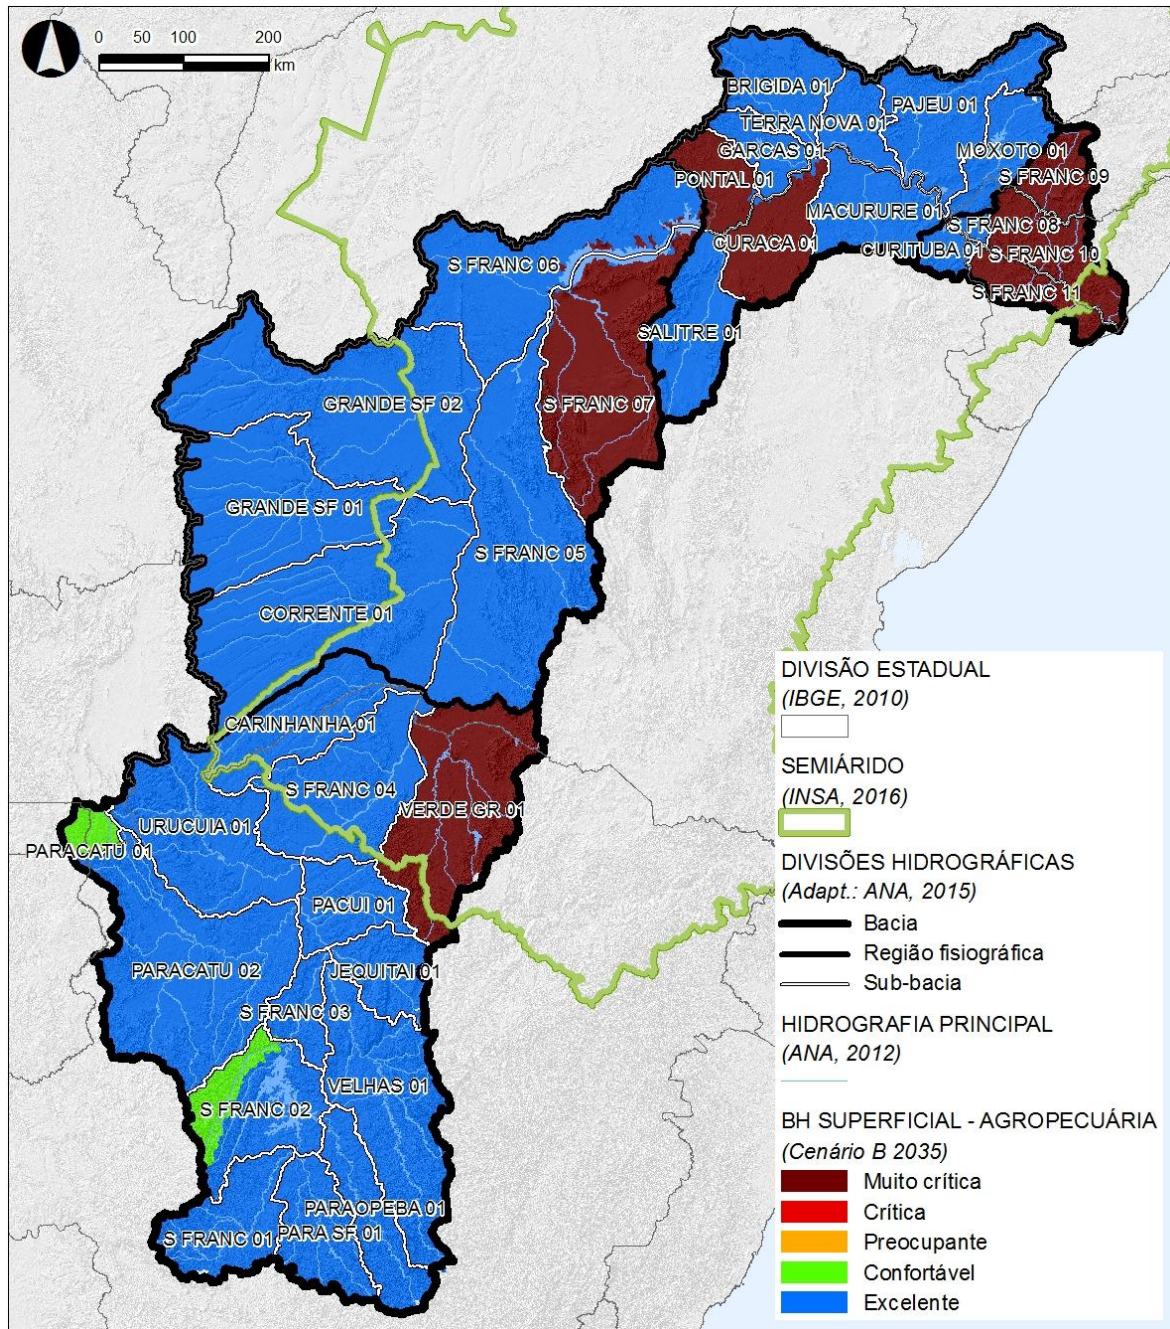 0 50 100 200
km
BRIGIDA 01
PAJEU 01
TERRA NOVA 01
GARCAS 01
MOXOTO 01
PONTAL 01
S FRANC 09
MACURURE 01
S FRANC 08
CURACA 01
CURITUBA 01
S FRANC 10
S FRANC 06
S FRANC 11
SALITRE 01
GRANDE SF 02
S FRANC 07
GRANDE SF 01
S FRANC 05
CORRENTE 01
CARINHANHA 01
S FRANC 04
VERDE GR 01
URUCUIA 01
PARACATU 01
PACUI 01
PARACATU 02
JEQUITAI 01
S FRANC 03
VELHAS 01
S FRANC 02
PARAOPEBA 01
S FRANC 01
PARA SF 01
DIVISÃO ESTADUAL
(IBGE, 2010)
SEMIÁRIDO
(INSA, 2016)
DIVISÕES HIDROGRÁFICAS
(Adapt.: ANA, 2015)
Bacia
Região fisiográfica
Sub-bacia
HIDROGRAFIA PRINCIPAL
(ANA, 2012)
BH SUPERFICIAL - AGROPECUÁRIA
(Cenário B 2035)
Muito crítica
Crítica
Preocupante
Confortável
Excelente